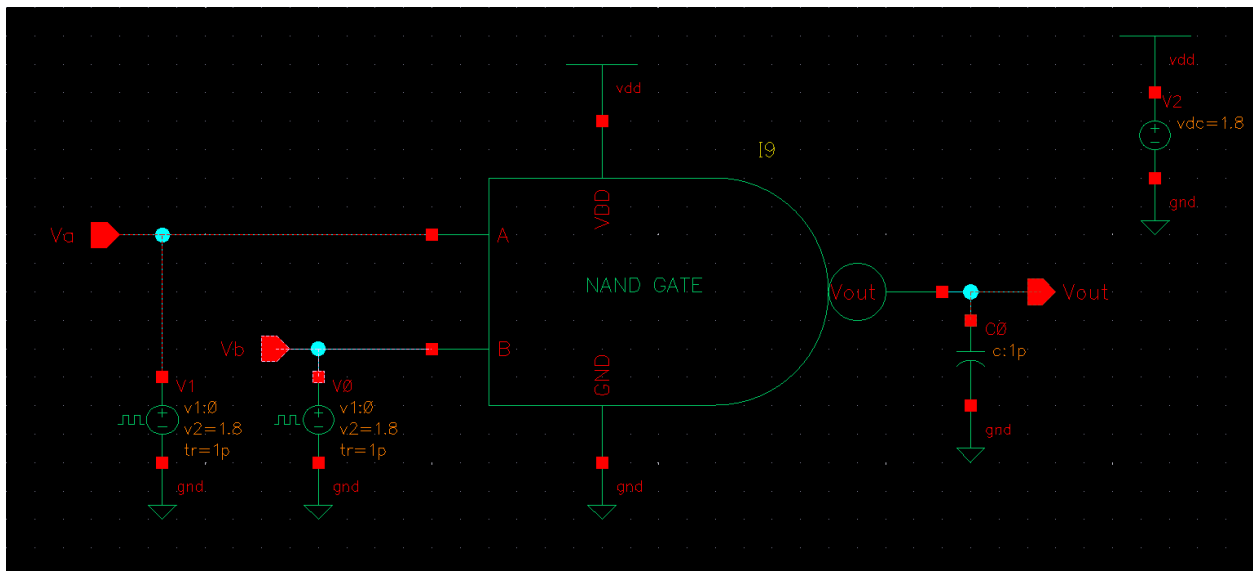 vdd
I9
vdd
V2
vdc=1.8
gnd
Va
A
VDD
NAND GATE
Vout
Vout
Vb
B
GND
C0
c:1p
gnd
V1
v1:0
v2=1.8
tr=1p
gnd
V0
v1:0
v2=1.8
tr=1p
gnd
gnd